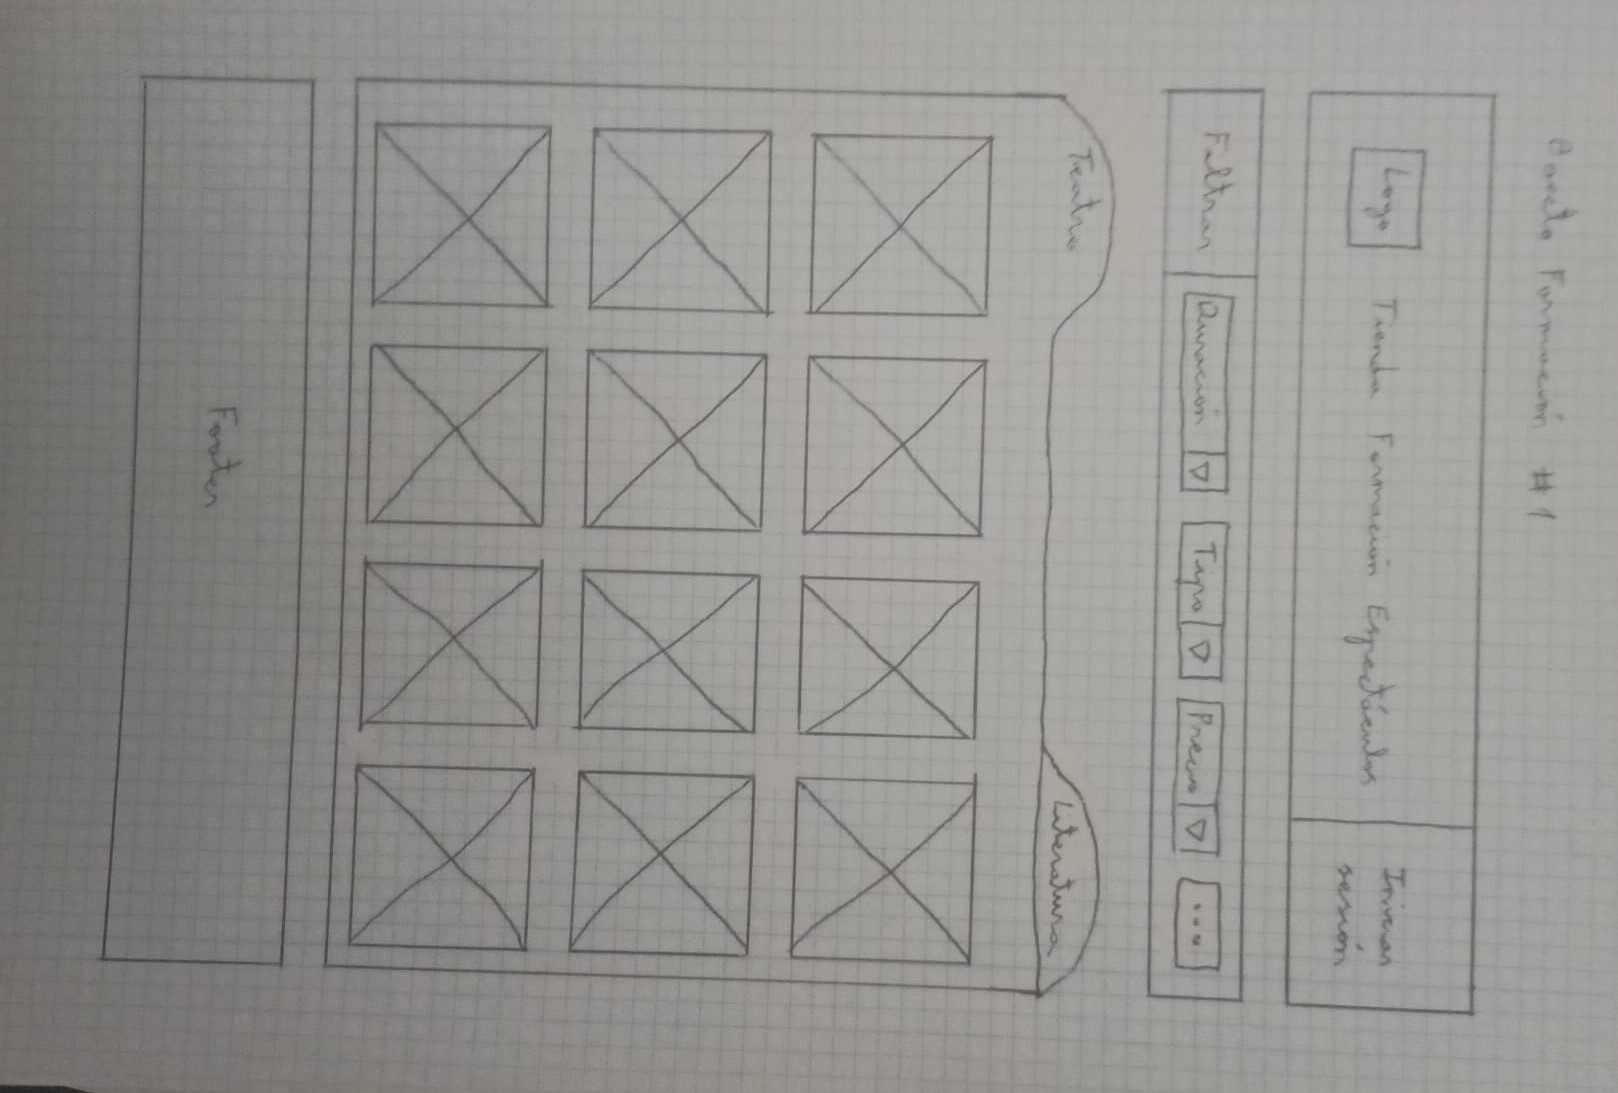 Boceto Formación #1
Logo
Tienda Formación Espectáculos
Iniciar
sesión
Filtrar
Duración
Tipo
Precio
...
Teatro
Literatura
Footer